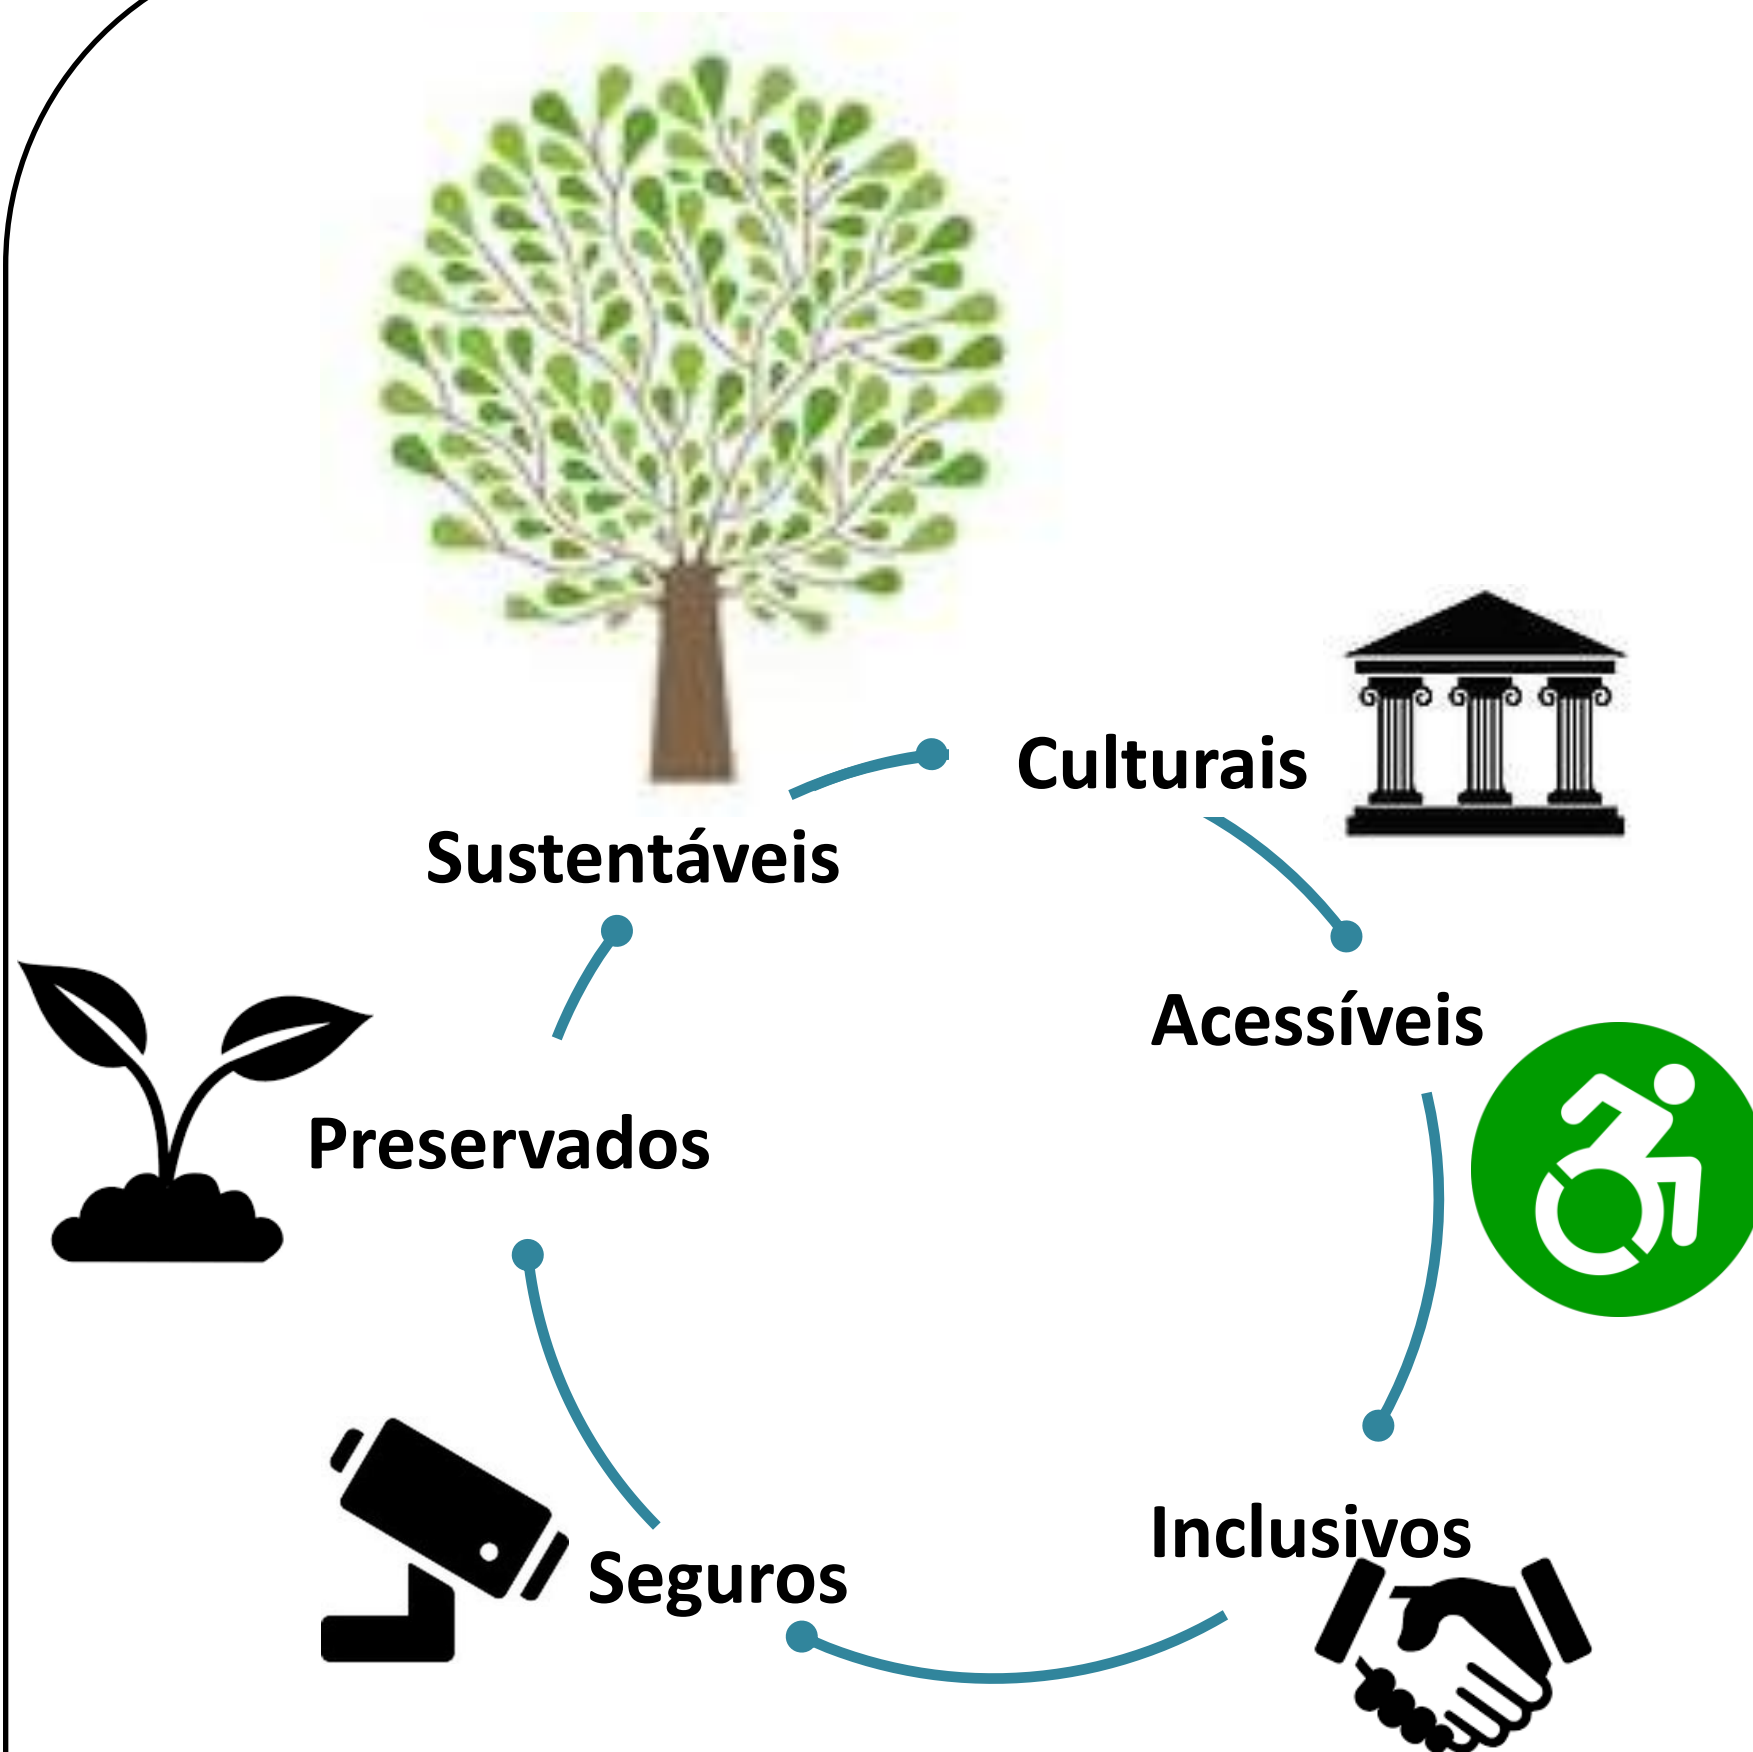 Culturais
Sustentáveis
Acessíveis
Preservados
Inclusivos
Seguros